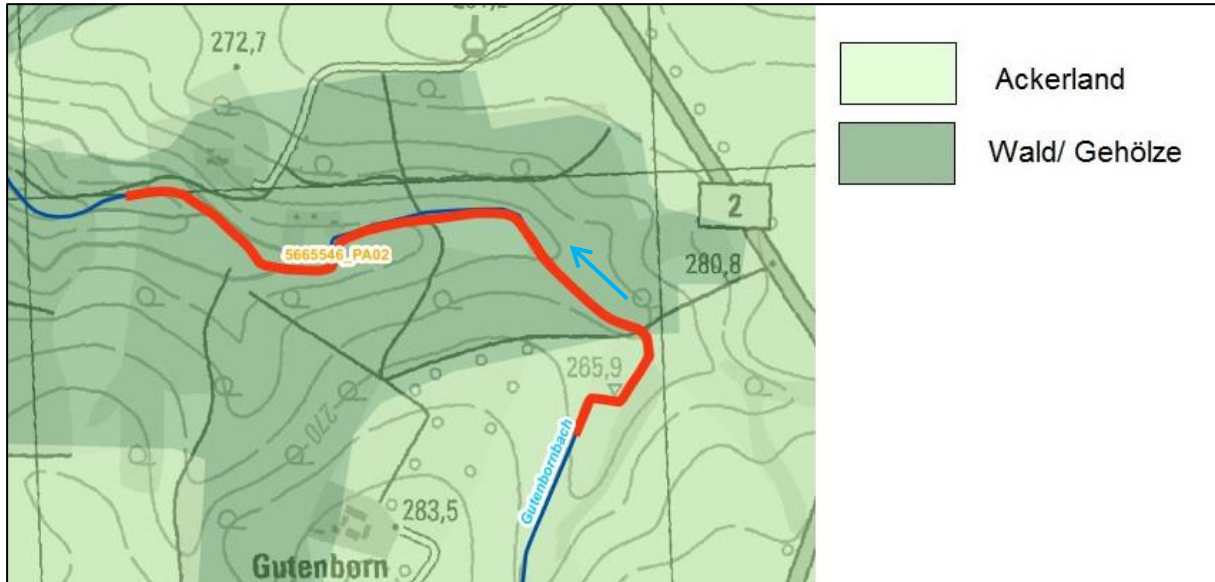 272,7
Ackerland
Wald/ Gehölze
2
5665546_PA02
280,8
265,9
270
Gutenbornbach
283,5
Gutenborn